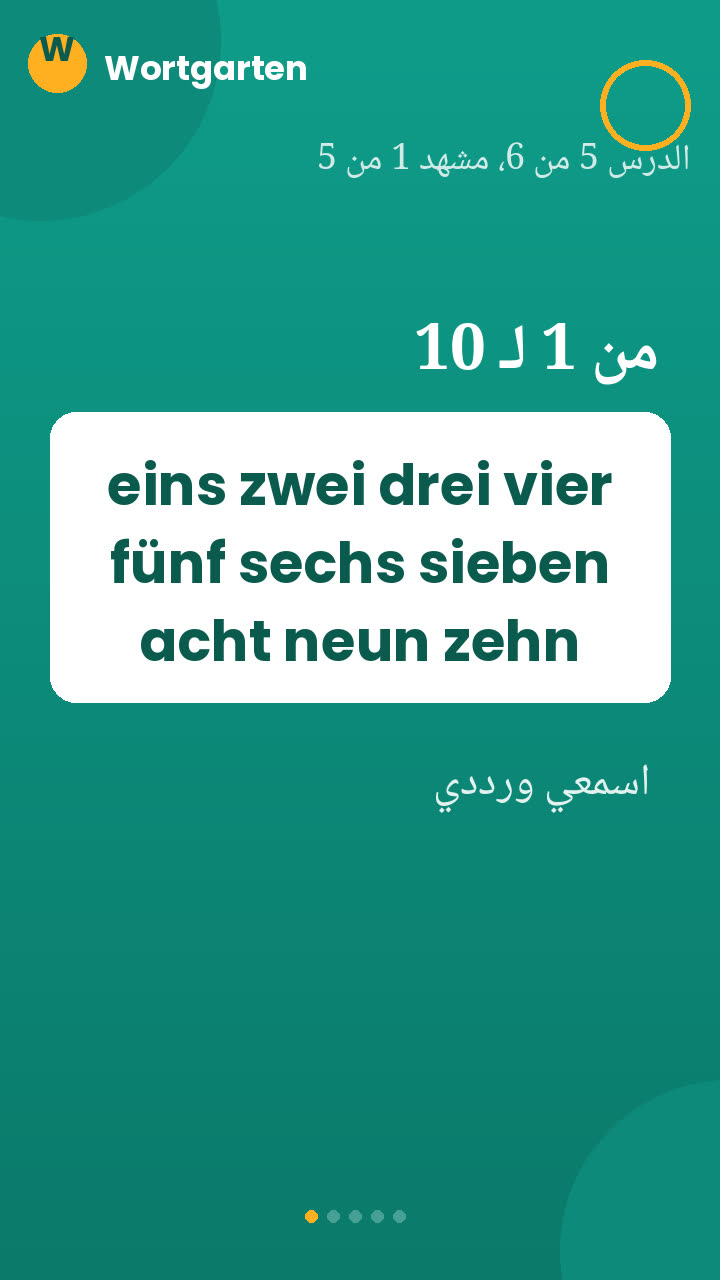 W
Wortgarten
الدرس 5 من 6، مشهد 1 من 5
من 1 لـ 10
eins zwei drei vier
fünf sechs sieben
acht neun zehn
اسمعي ورددي